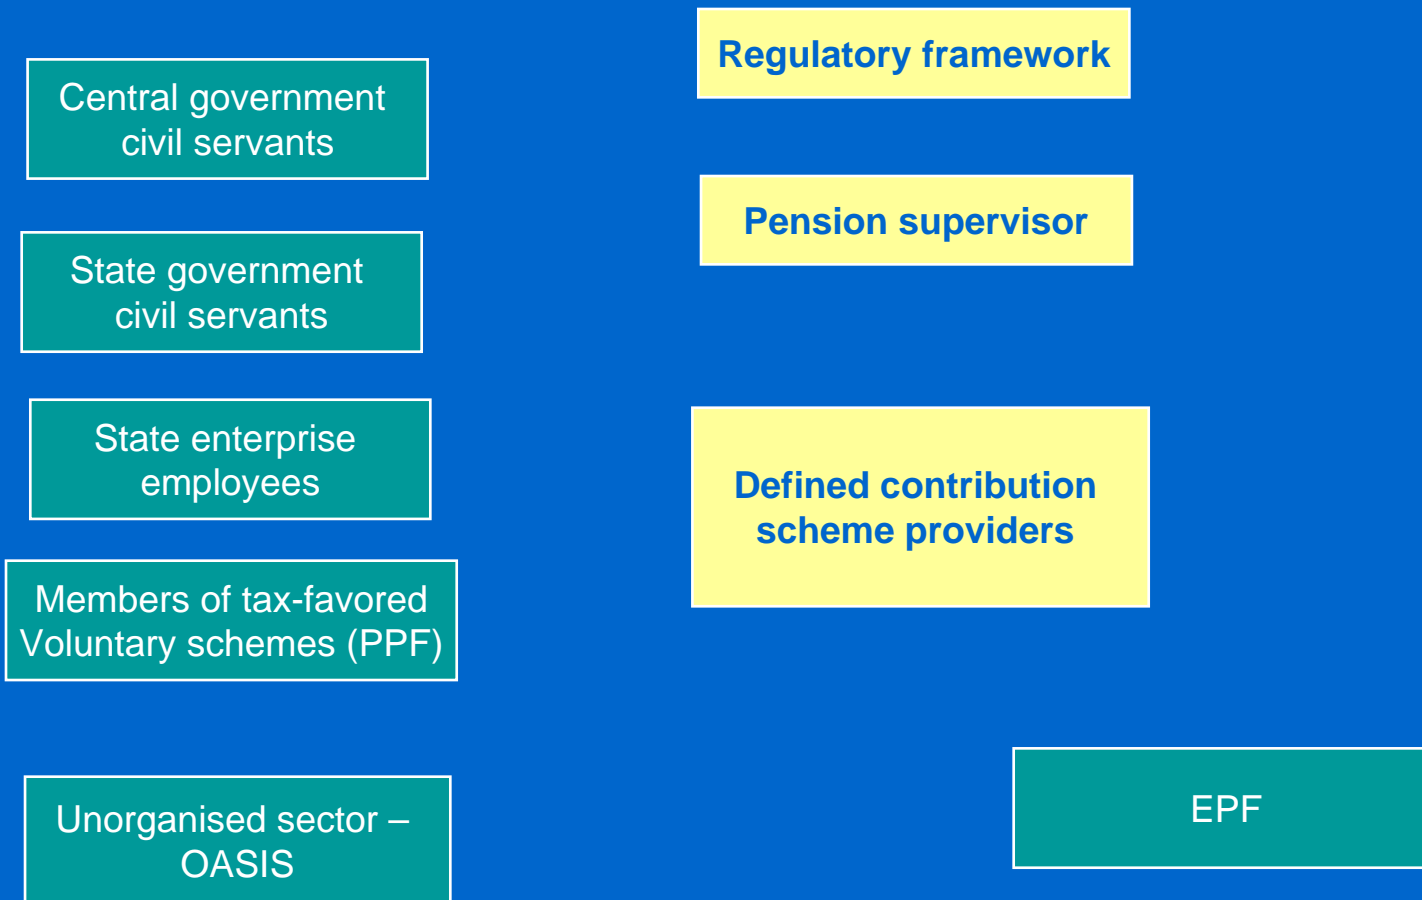 Central government
civil servants
State government
civil servants
State enterprise
employees
Members of tax-favored
Voluntary schemes (PPF)
Unorganised sector –
OASIS
Regulatory framework
Pension supervisor
Defined contribution
scheme providers
EPF